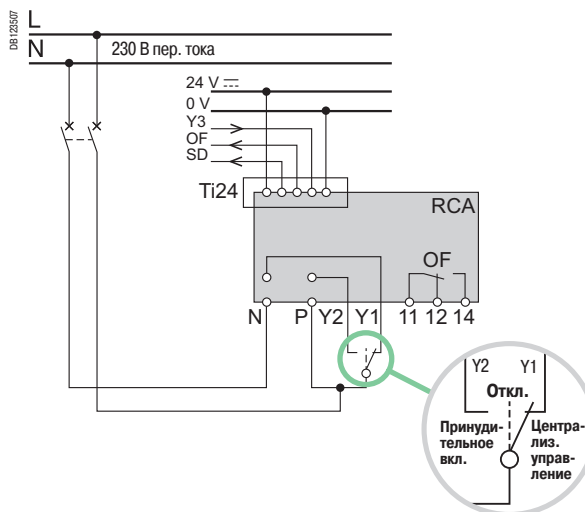 DB123507
L
N
230 В пер. тока
24 V
0 V
Y3
OF
SD
Ti24
RCA
OF
N P Y2 Y1 11 12 14
Y2 Y1
Откл.
Принуди-
тельное
вкл.
Центра-
лиз.
управ-
ление